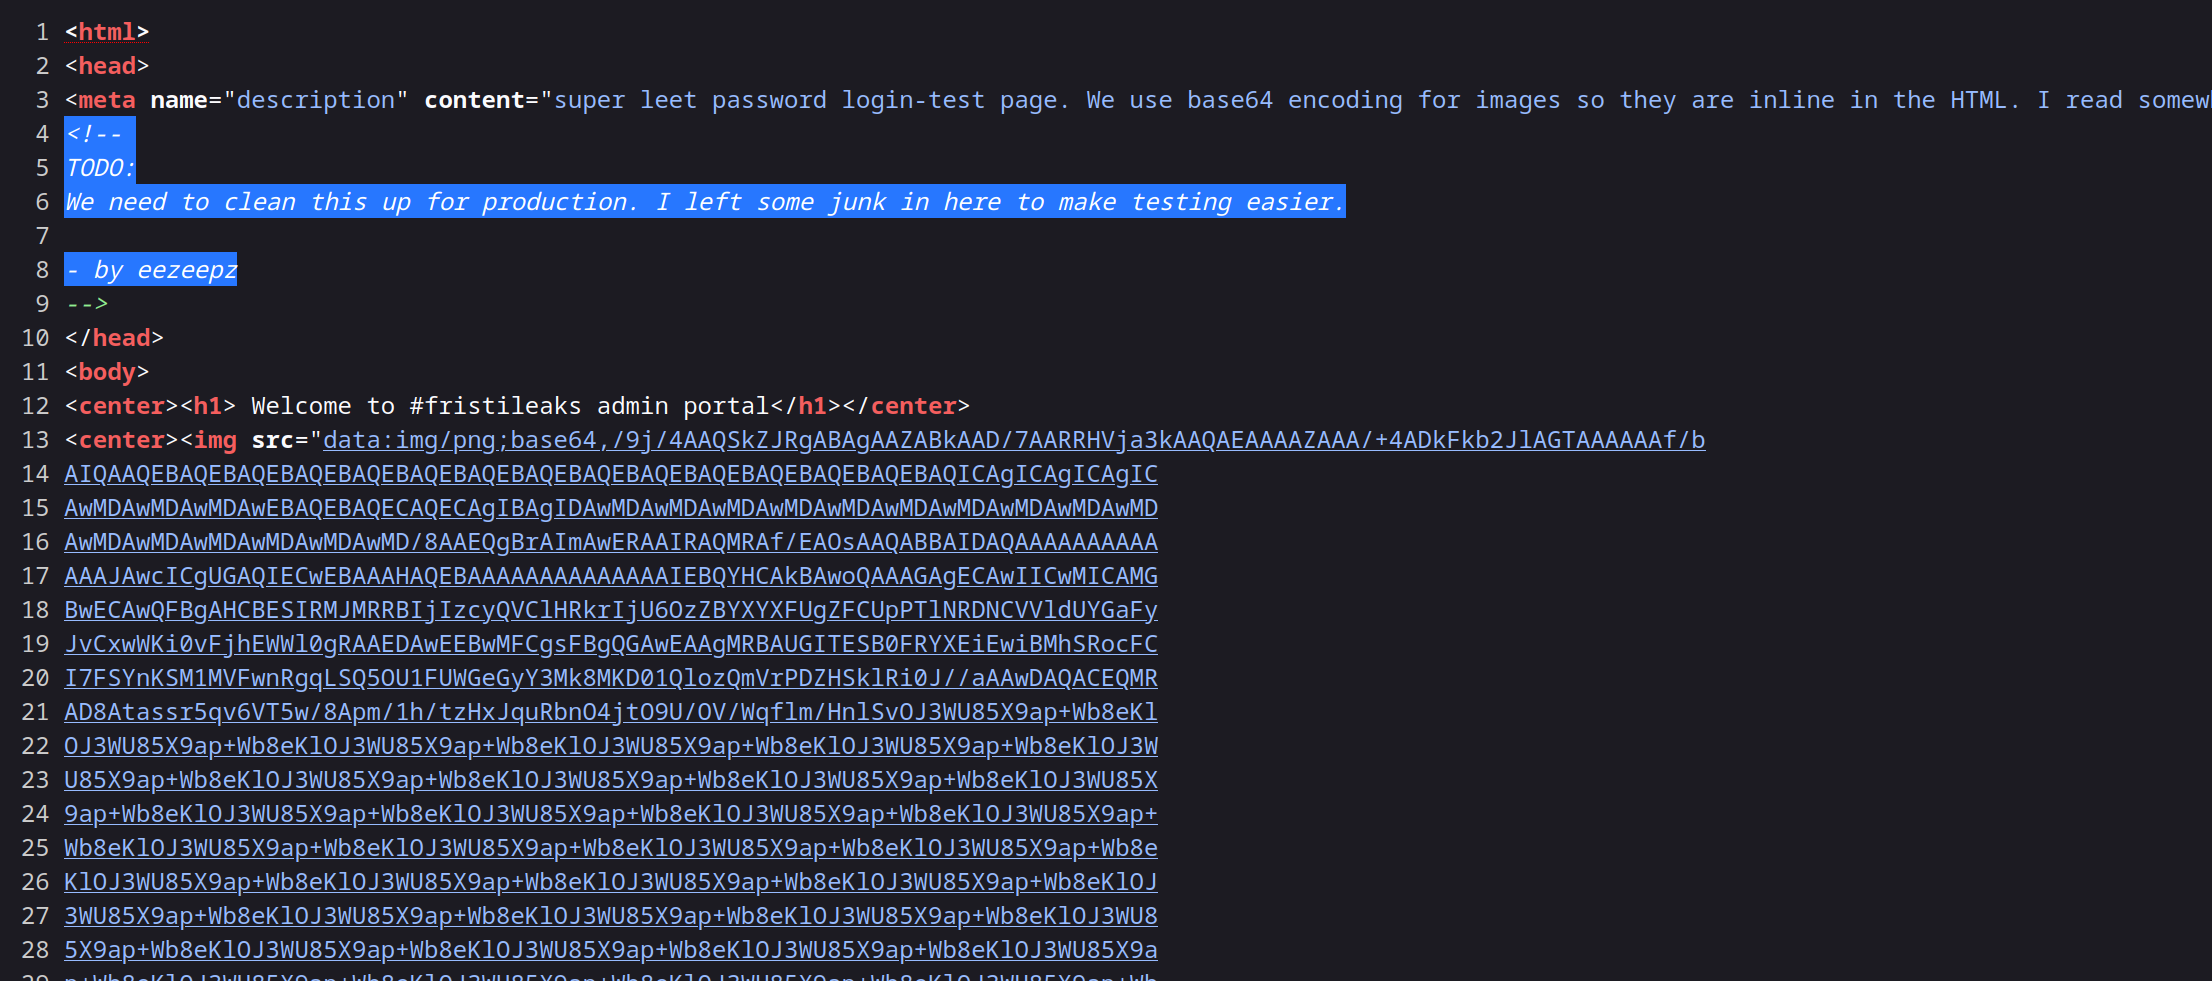 1 <html>
2 <head>
3 <meta name="description" content="super leet password login-test page. We use base64 encoding for images so they are inline in the HTML. I read somewh
4 <!--
5 TODO:
6 We need to clean this up for production. I left some junk in here to make testing easier.
7
8 - by eezeepz
9 -->
10 </head>
11 <body>
12 <center><h1> Welcome to #fristileaks admin portal</h1></center>
13 <center><img src="data:img/png;base64,/9j/4AAQSkZJRgABAgAAZABkAAD/7AARRHVja3kAAQAEAAAAZAAA/+4ADkFkb2JlAGTAAAAAAf/b
14 AIQAAQEBAQEBAQEBAQEBAQEBAQEBAQEBAQEBAQEBAQEBAQEBAQEBAQEBAQEBAQICAgICAgICAgIC
15 AwMDAwMDAwMDAwEBAQEBAQECAQECAgIBAgIDAwMDAwMDAwMDAwMDAwMDAwMDAwMDAwMDAwMDAwMD
16 AwMDAwMDAwMDAwMDAwMDAwMD/8AAEQgBrAImAwERAAIRAQMRAf/EAOsAAQABBAIDAQAAAAAAAAAA
17 AAAJAwcICgUGAQIECwEBAAAHAQEBAAAAAAAAAAAAAAIEBQYHCAkBAwoQAAAGAgECAwIICwMICAMG
18 BwECAwQFBgAHCBESIRMJMRRBIjIzcyQVClHRkrIjU6OzZBYXYXFUgZFCUpPTlNRDNCVVldUYGaFy
19 JvCxwWKi0vFjhEWWl0gRAAEDAwEEBwMFCgsFBgQGAwEAAgMRBAUGITESB0FRYXEiEwiBMhSRocFC
20 I7FSYnKSM1MVFwnRgqLSQ5OU1FUWGeGyY3Mk8MKD01QlozQmVrPDZHSklRi0J//aAAwDAQACEQMR
21 AD8Atassr5qv6VT5w/8Apm/1h/tzHxJquRbnO4jtO9U/OV/Wqflm/HnlSvOJ3WU85X9ap+Wb8eKl
22 OJ3WU85X9ap+Wb8eKlOJ3WU85X9ap+Wb8eKlOJ3WU85X9ap+Wb8eKlOJ3WU85X9ap+Wb8eKlOJ3W
23 U85X9ap+Wb8eKlOJ3WU85X9ap+Wb8eKlOJ3WU85X9ap+Wb8eKlOJ3WU85X9ap+Wb8eKlOJ3WU85X
24 9ap+Wb8eKlOJ3WU85X9ap+Wb8eKlOJ3WU85X9ap+Wb8eKlOJ3WU85X9ap+Wb8eKlOJ3WU85X9ap+
25 Wb8eKlOJ3WU85X9ap+Wb8eKlOJ3WU85X9ap+Wb8eKlOJ3WU85X9ap+Wb8eKlOJ3WU85X9ap+Wb8e
26 KlOJ3WU85X9ap+Wb8eKlOJ3WU85X9ap+Wb8eKlOJ3WU85X9ap+Wb8eKlOJ3WU85X9ap+Wb8eKlOJ
27 3WU85X9ap+Wb8eKlOJ3WU85X9ap+Wb8eKlOJ3WU85X9ap+Wb8eKlOJ3WU85X9ap+Wb8eKlOJ3WU8
28 5X9ap+Wb8eKlOJ3WU85X9ap+Wb8eKlOJ3WU85X9ap+Wb8eKlOJ3WU85X9ap+Wb8eKlOJ3WU85X9a